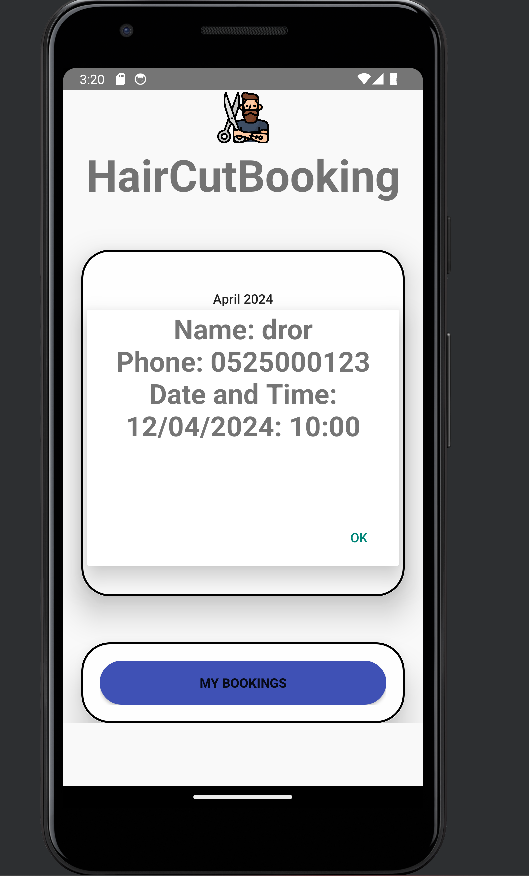 3:20
HairCutBooking
April 2024
Name: dror
Phone: 0525000123
Date and Time:
12/04/2024: 10:00
OK
MY BOOKINGS